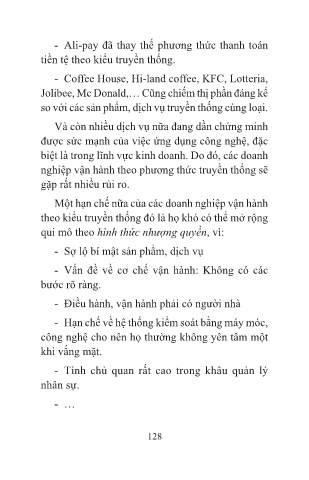 - Ali-pay đã thay thế phương thức thanh toán
tiền tệ theo kiểu truyền thống.
- Coffee House, Hi-land coffee, KFC, Lotteria,
Jolibee, Mc Donald,… Cũng chiếm thị phần đáng kể
so với các sản phẩm, dịch vụ truyền thống cùng loại.
Và còn nhiều dịch vụ nữa đang dần chứng minh
được sức mạnh của việc ứng dụng công nghệ, đặc
biệt là trong lĩnh vực kinh doanh. Do đó, các doanh
nghiệp vận hành theo phương thức truyền thống sẽ
gặp rất nhiều rủi ro.
Một hạn chế nữa của các doanh nghiệp vận hành
theo kiểu truyền thống đó là họ khó có thể mở rộng
qui mô theo hình thức nhượng quyền, vì:
- Sợ lộ bí mật sản phẩm, dịch vụ
- Vấn đề về cơ chế vận hành: Không có các
bước rõ ràng.
- Điều hành, vận hành phải có người nhà
- Hạn chế về hệ thống kiểm soát bằng máy móc,
công nghệ cho nên họ thường không yên tâm một
khi vắng mặt.
- Tính chủ quan rất cao trong khâu quản lý
nhân sự.
- …
128